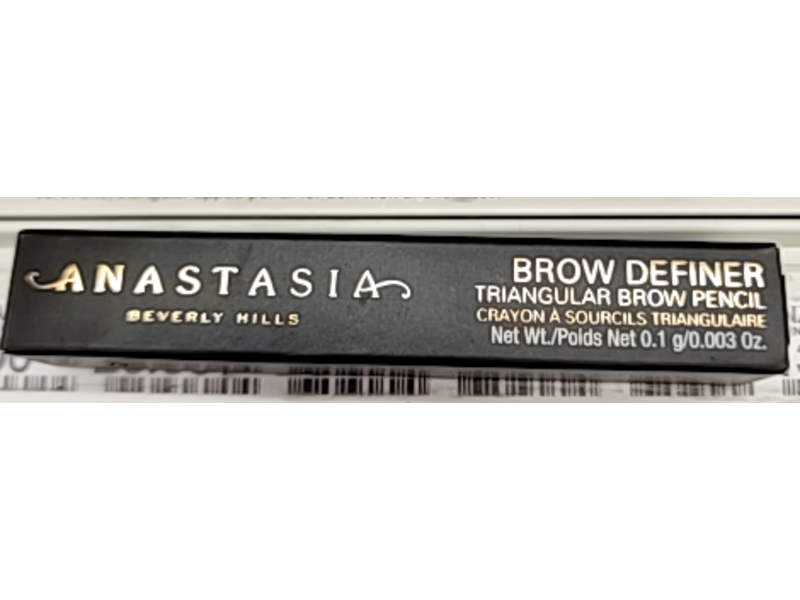 ANASTASIA
BEVERLY HILLS
BROW DEFINER
TRIANGULAR BROW PENCIL
CRAYON À SOURCILS TRIANGULAIRE
Net Wt./Poids Net 0.1 g/0.003 Oz.